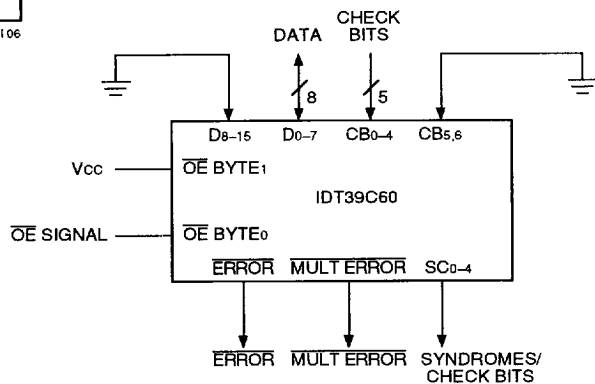 106
DATA
CHECK
BITS
8
5
D8–15 D0–7 CB0–4 CB5,6
Vcc
OE BYTE1
IDT39C60
OE SIGNAL
OE BYTE0
ERROR MULT ERROR SC0–4
ERROR MULT ERROR SYNDROMES/
CHECK BITS